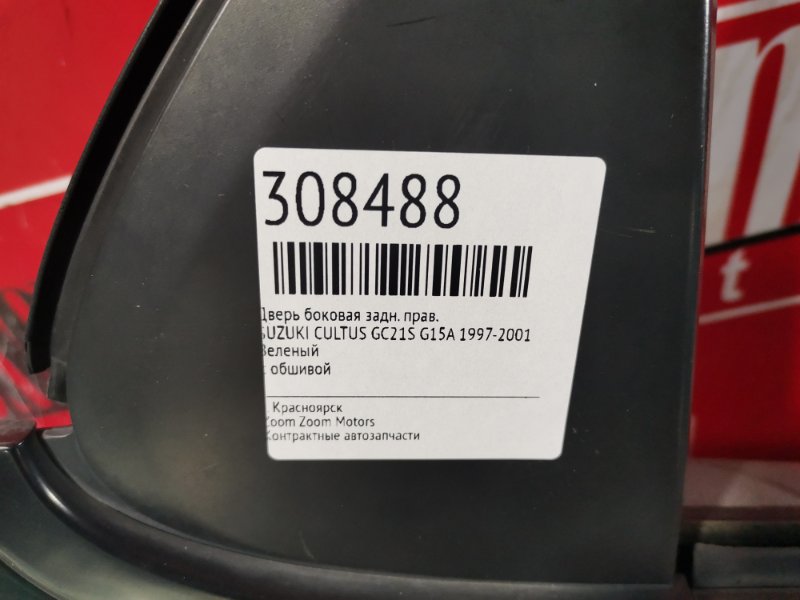 308488
Дверь боковая задн. прав.
SUZUKI CULTUS GC21S G15A 1997-2001
Зеленый
с обшивой
. Красноярск
Zoom Zoom Motors
Контрактные автозапчасти
t